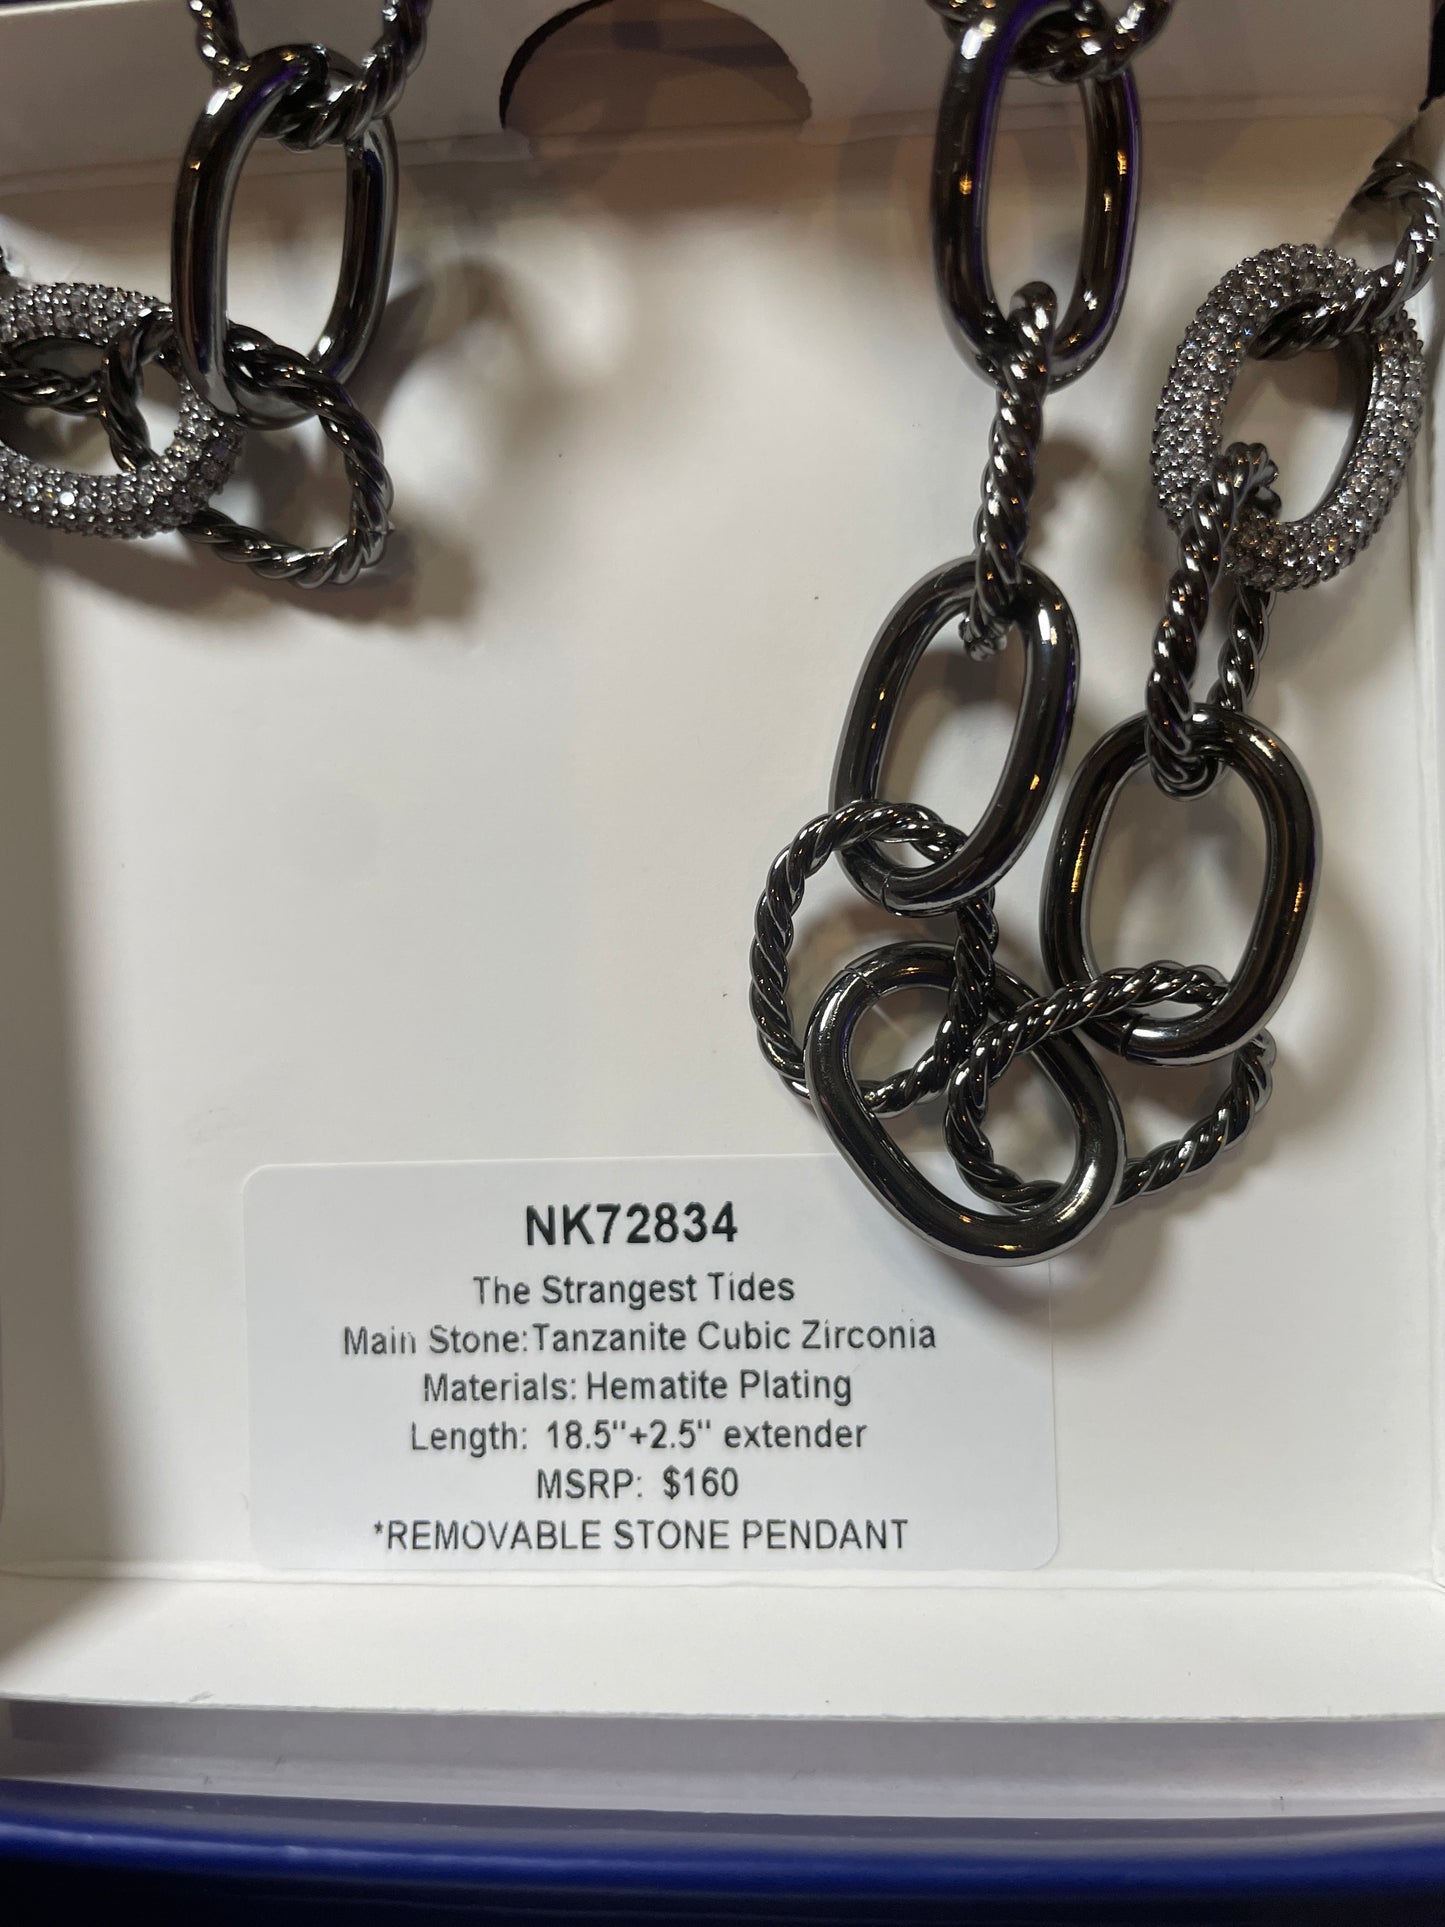 NK72834
The Strangest Tides
Main Stone:Tanzanite Cubic Zirconia
Materials: Hematite Plating
Length: 18.5"+2.5" extender
MSRP: $160
*REMOVABLE STONE PENDANT